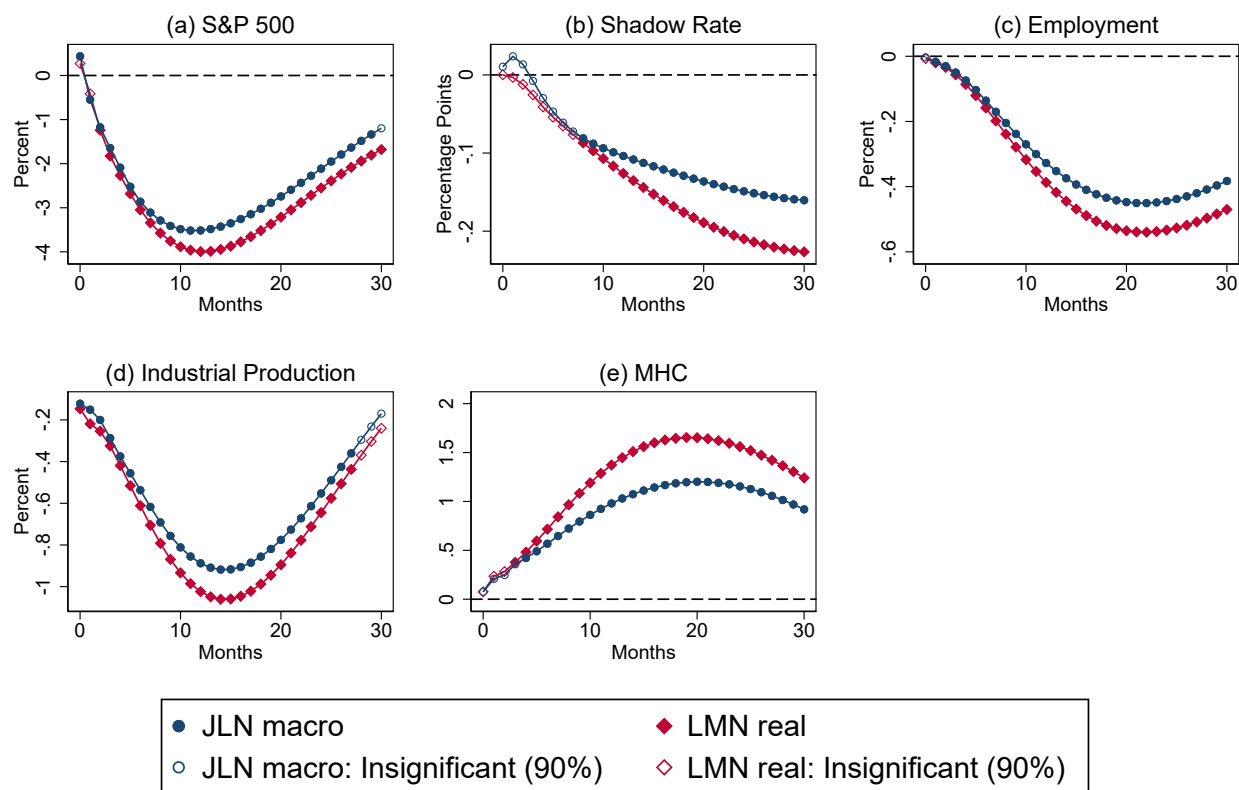 (a) S&P 500
Percent
0
-1
-2
-3
-4
0 10 20 30
Months
(b) Shadow Rate
Percentage Points
0
-.1
-.2
0 10 20 30
Months
(c) Employment
Percent
0
-.2
-.4
-.6
0 10 20 30
Months
(d) Industrial Production
Percent
-.2
-.4
-.6
-.8
-1
0 10 20 30
Months
(e) MHC
2
1.5
1
.5
0
0 10 20 30
Months
JLN macro LMN real
JLN macro: Insignificant (90%) LMN real: Insignificant (90%)